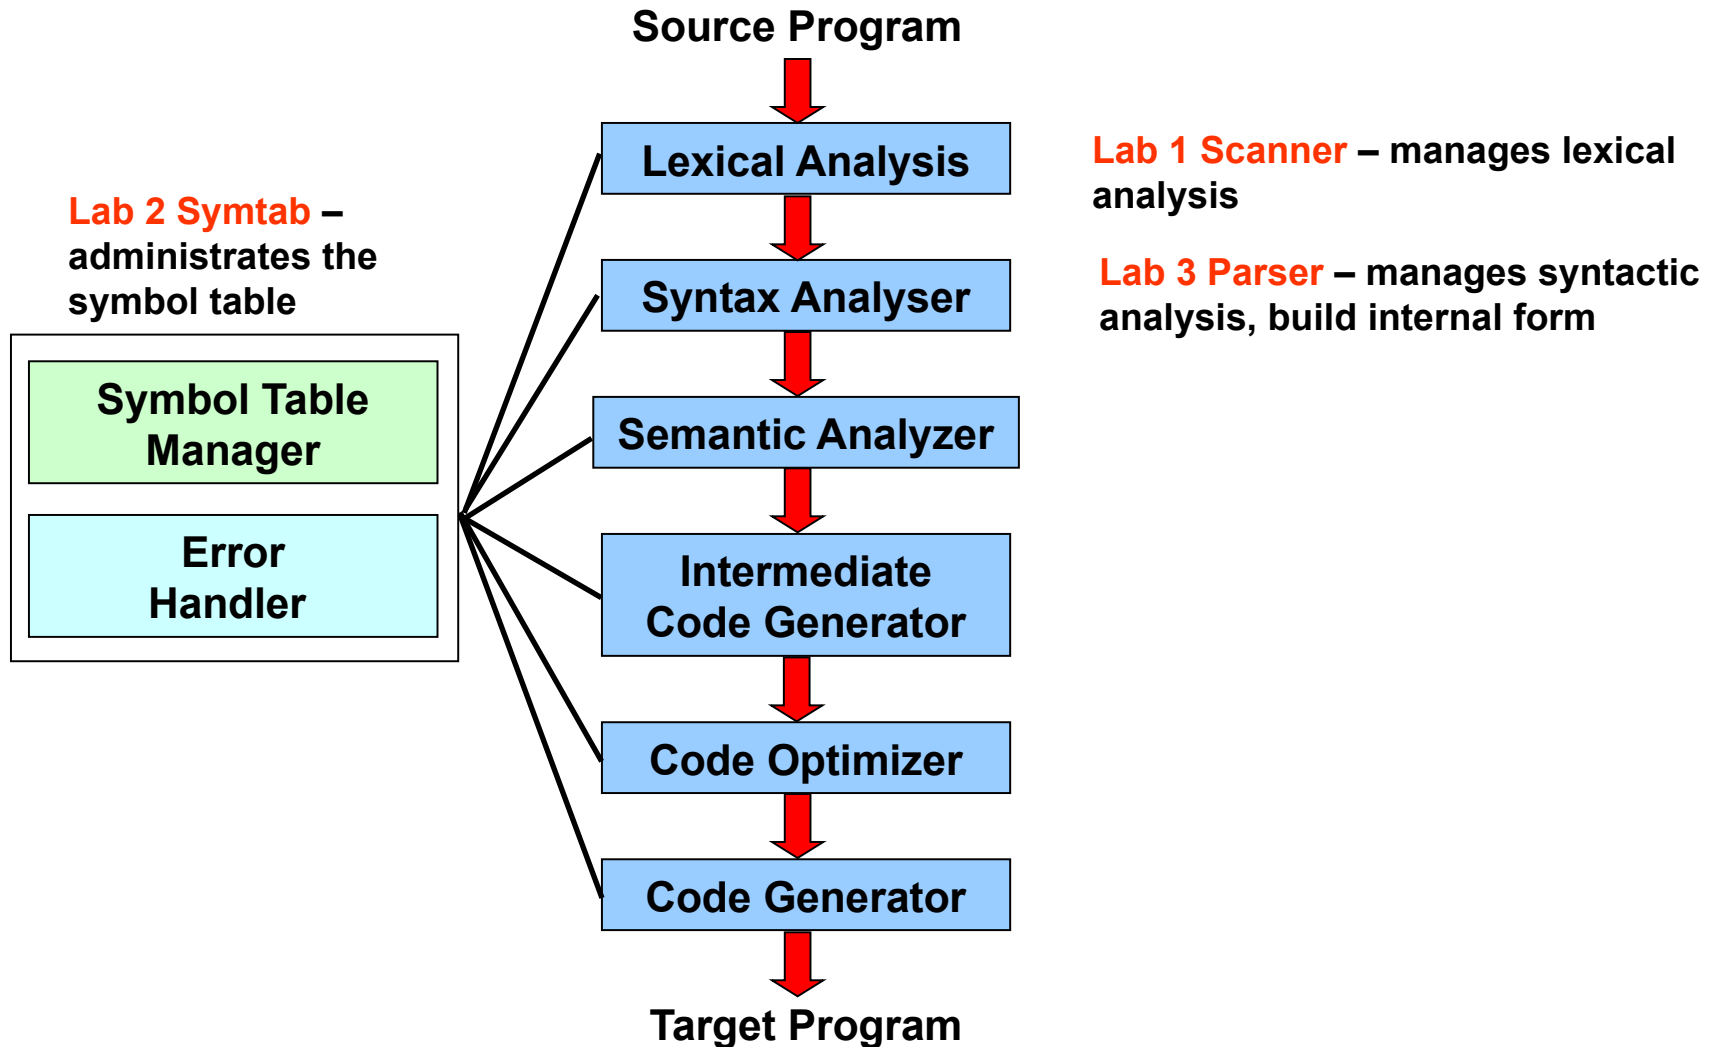 Source Program
Lexical Analysis
Lab 1 Scanner – manages lexical
analysis
Lab 2 Symtab –
administrates the
symbol table
Syntax Analyser
Lab 3 Parser – manages syntactic
analysis, build internal form
Symbol Table
Manager
Semantic Analyzer
Error
Handler
Intermediate
Code Generator
Code Optimizer
Code Generator
Target Program